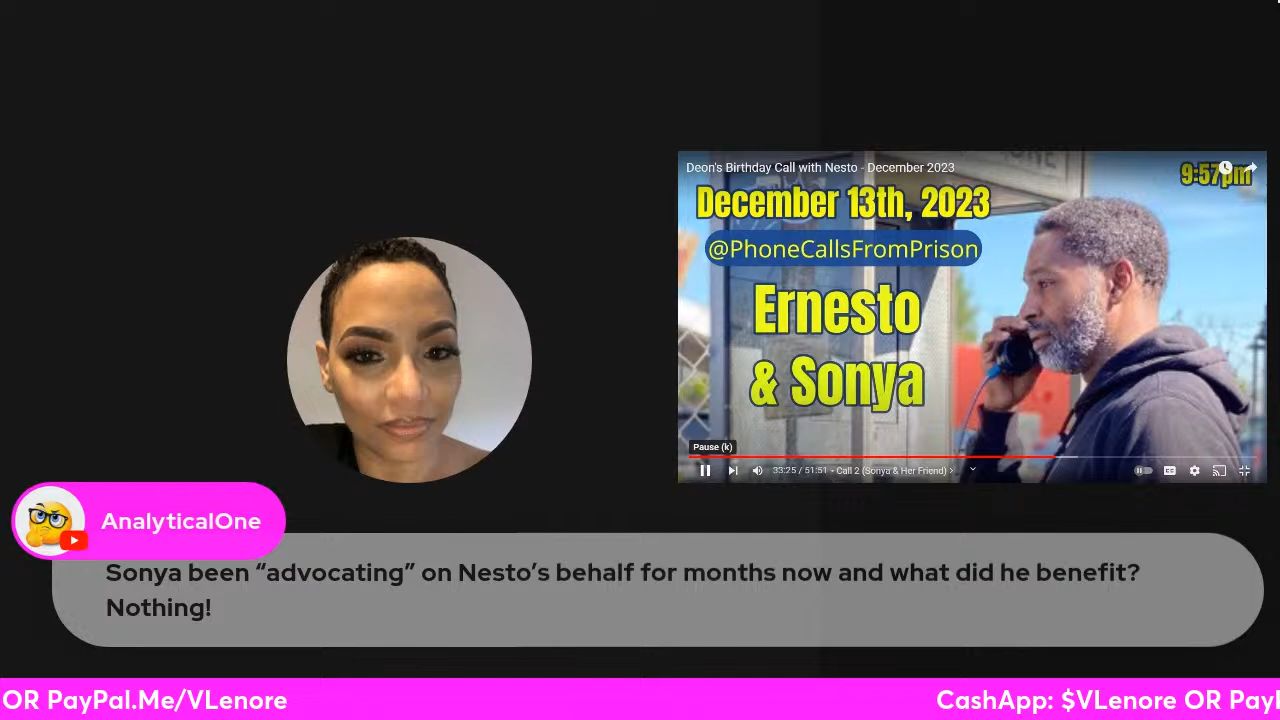 Deon's Birthday Call with Nesto - December 2023
9:57pm
December 13th, 2023
@PhoneCallsFromPrison
Ernesto
& Sonya
Pause (k)
33:25 / 51:51 • Call 2 (Sonya & Her Friend) >
CC
AnalyticalOne
Sonya been “advocating” on Nesto’s behalf for months now and what did he benefit?
Nothing!
OR PayPal.Me/VLenore
CashApp: $VLenore OR PayP